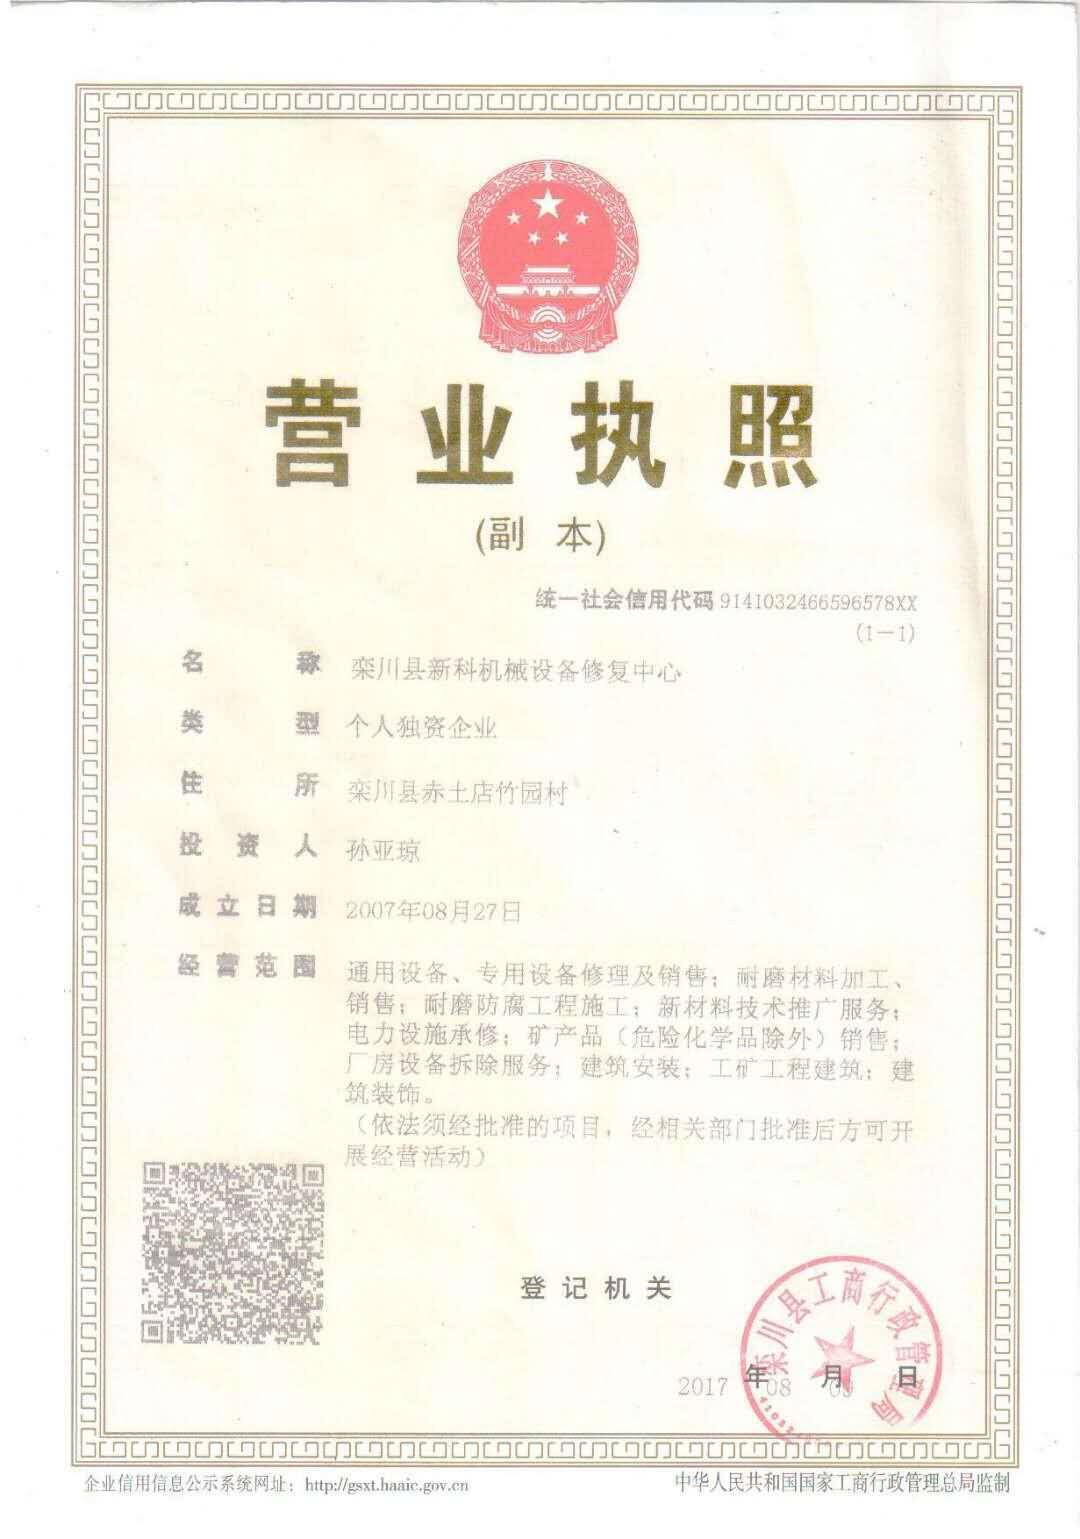 营业执照
(副 本)
统一社会信用代码 9141032466596578XX
(1-1)
名称 栾川县新科机械设备修复中心
类型 个人独资企业
住所 栾川县赤土店竹园村
投资人 孙亚琼
成立日期 2007年08月27日
经营范围 通用设备、专用设备修理及销售；耐磨材料加工、
销售；耐磨防腐工程施工；新材料技术推广服务；
电力设施承修；矿产品（危险化学品除外）销售；
厂房设备拆除服务；建筑安装；工矿工程建筑；建
筑装饰。
（依法须经批准的项目，经相关部门批准后方可开
展经营活动）
登记机关
栾川县工商行政管理局
2017 年 08 月 09 日
企业信用信息公示系统网址：http://gsxt.haaic.gov.cn
中华人民共和国国家工商行政管理总局监制